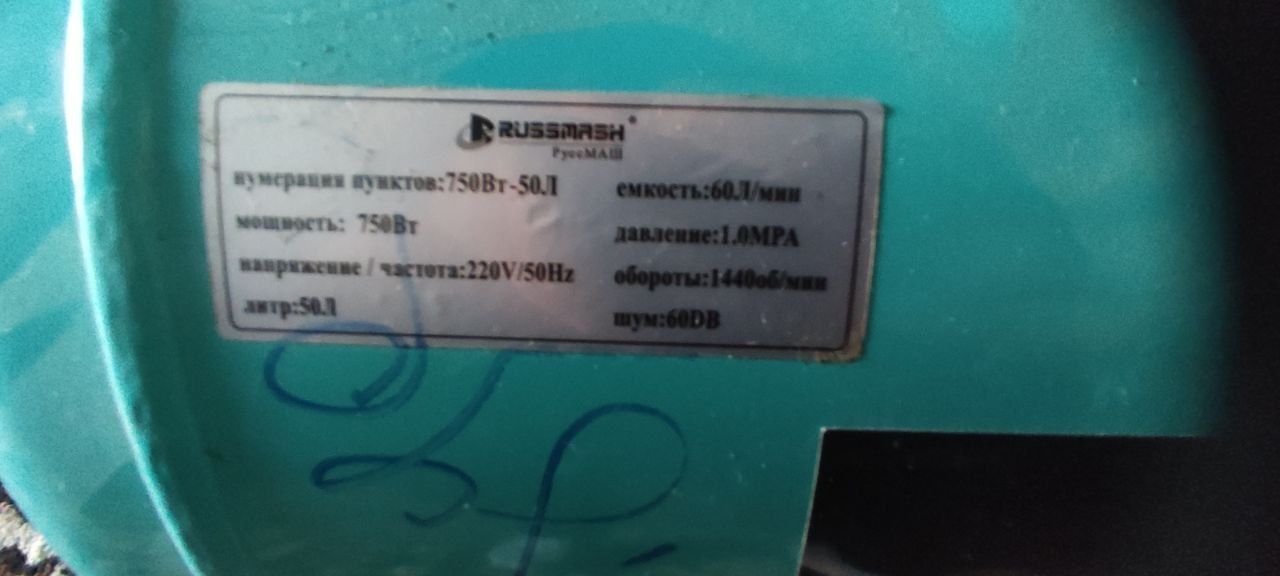 RUSSMASH
РуссМАШ
нумерация пунктов:750Вт-50Л
мощность: 750Вт
напряжение / частота:220V/50Hz
литр:50Л
емкость:60Л/мин
давление:1.0MPA
обороты:1440об/мин
шум:60DB